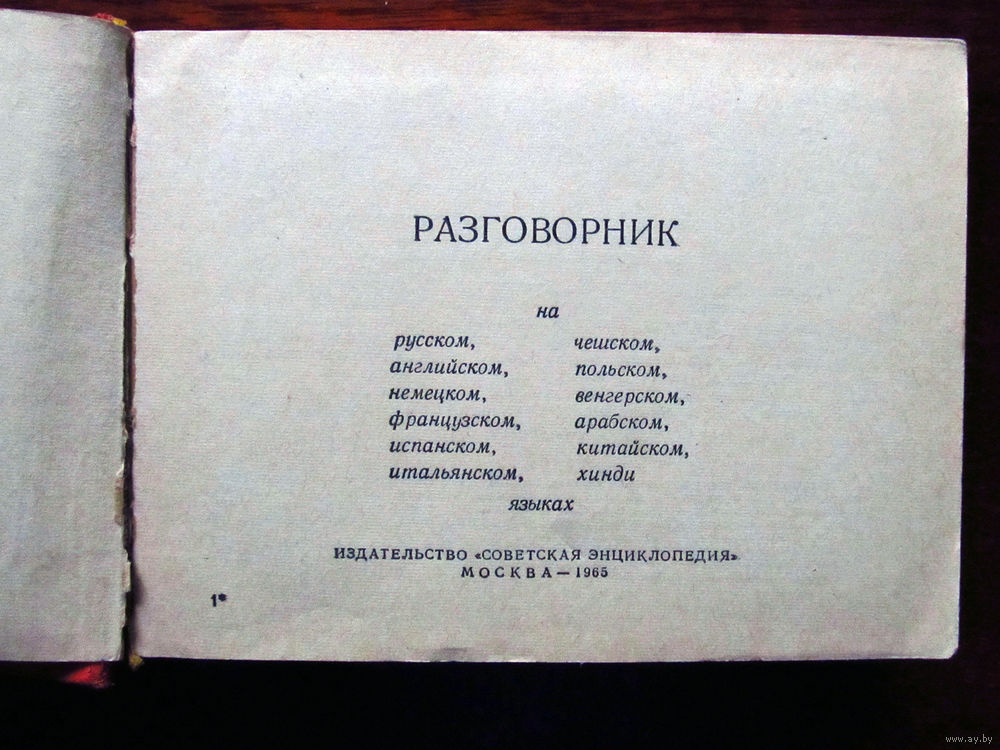 РАЗГОВОРНИК
на
русском,
английском,
немецком,
французском,
испанском,
итальянском,
чешском,
польском,
венгерском,
арабском,
китайском,
хинди
языках
ИЗДАТЕЛЬСТВО «СОВЕТСКАЯ ЭНЦИКЛОПЕДИЯ»
МОСКВА — 1965
1*
www.ay.by